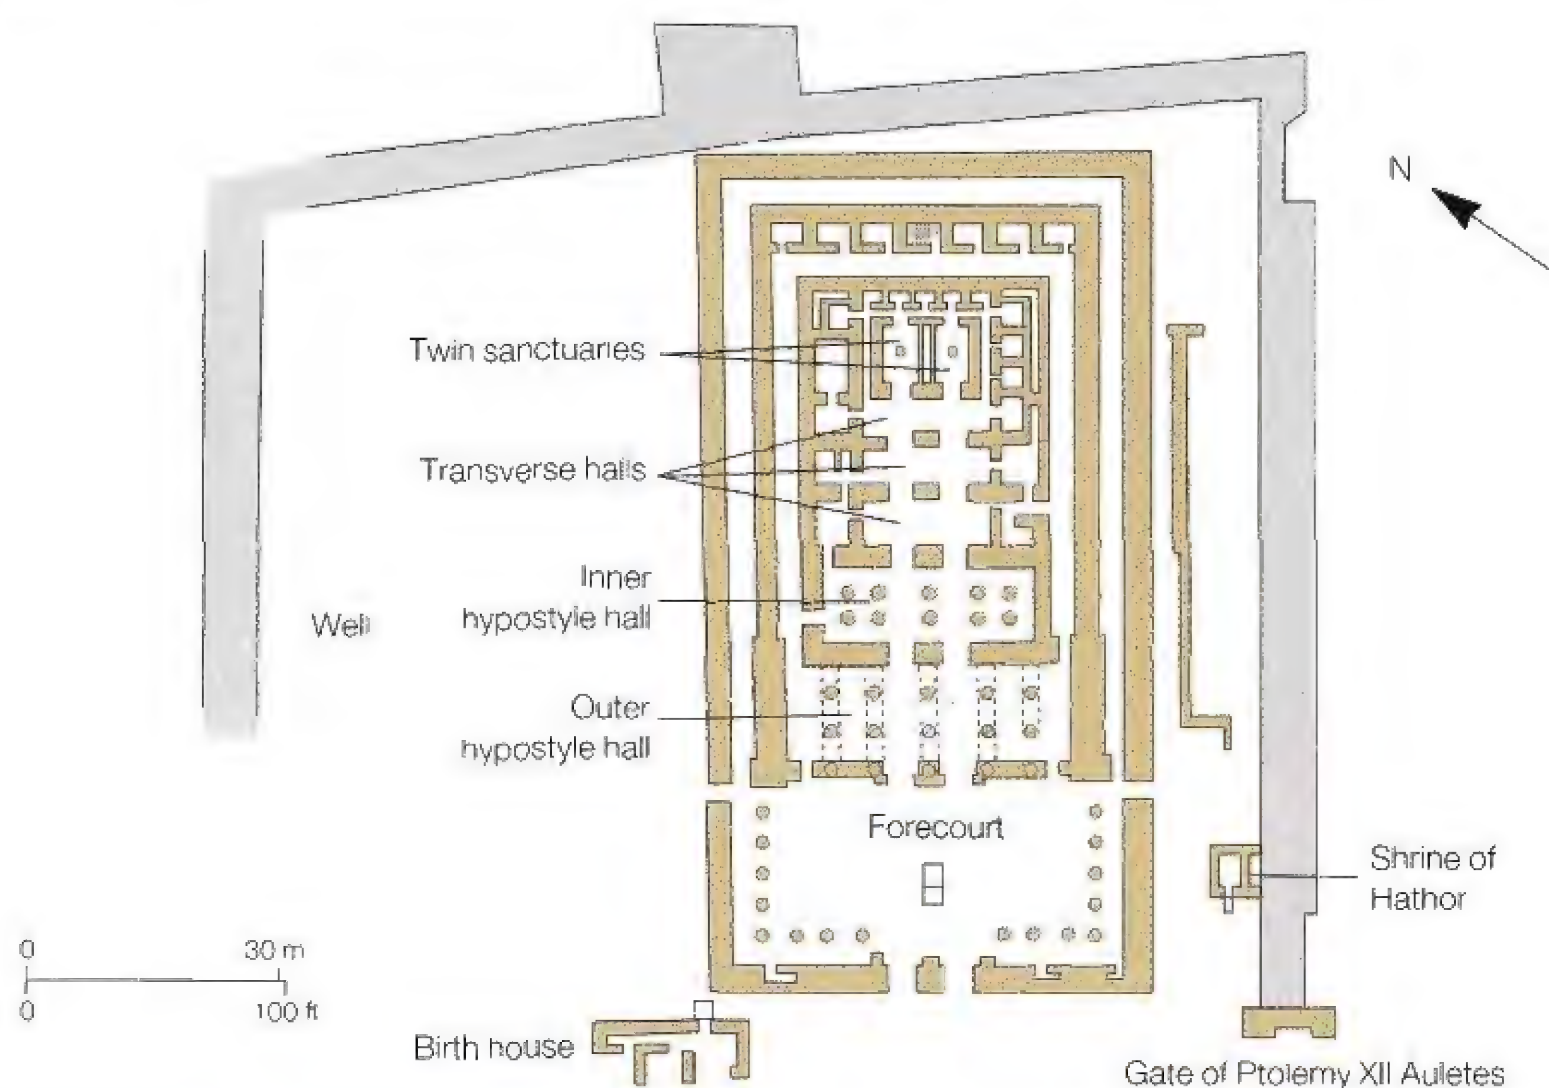 N
Twin sanctuaries
Transverse halls
Inner
hypostyle hall
Well
Outer
hypostyle hall
Forecourt
Shrine of
Hathor
0 30 m
0 100 ft
Birth house
Gate of Ptolemy XII Auletes